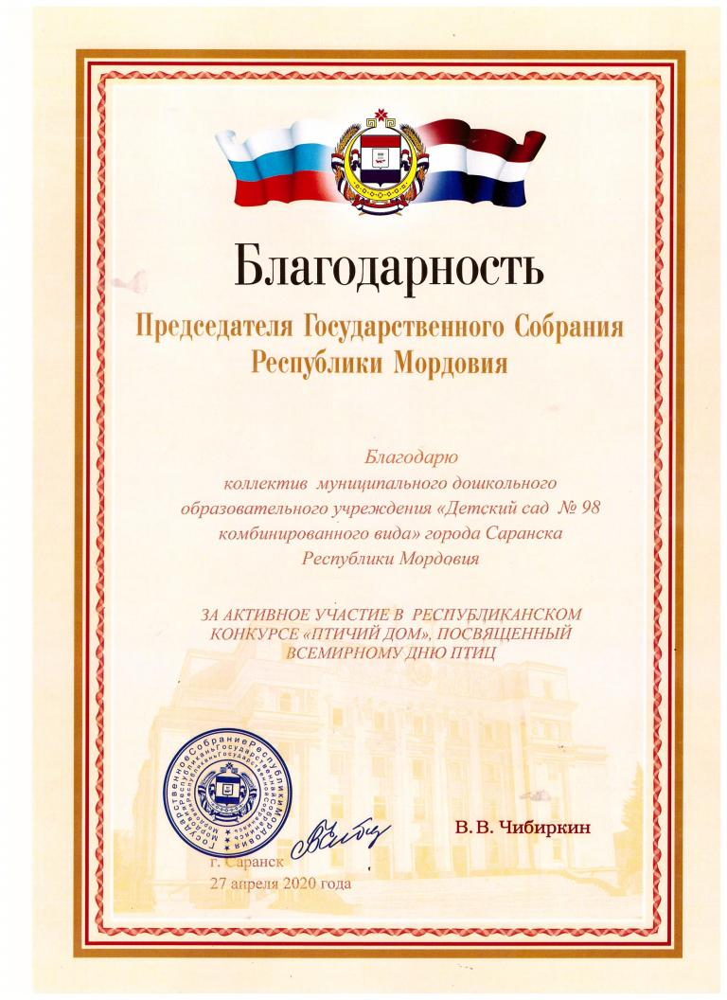 Благодарность
Председателя Государственного Собрания
Республики Мордовия
Благодарю
коллектив муниципального дошкольного
образовательного учреждения «Детский сад № 98
комбинированного вида» города Саранска
Республики Мордовия
ЗА АКТИВНОЕ УЧАСТИЕ В РЕСПУБЛИКАНСКОМ
КОНКУРСЕ «ПТИЧИЙ ДОМ», ПОСВЯЩЕННЫЙ
ВСЕМИРНОМУ ДНЮ ПТИЦ
Государственное Собрание Республики Мордовия
В. В. Чибиркин
г. Саранск
27 апреля 2020 года